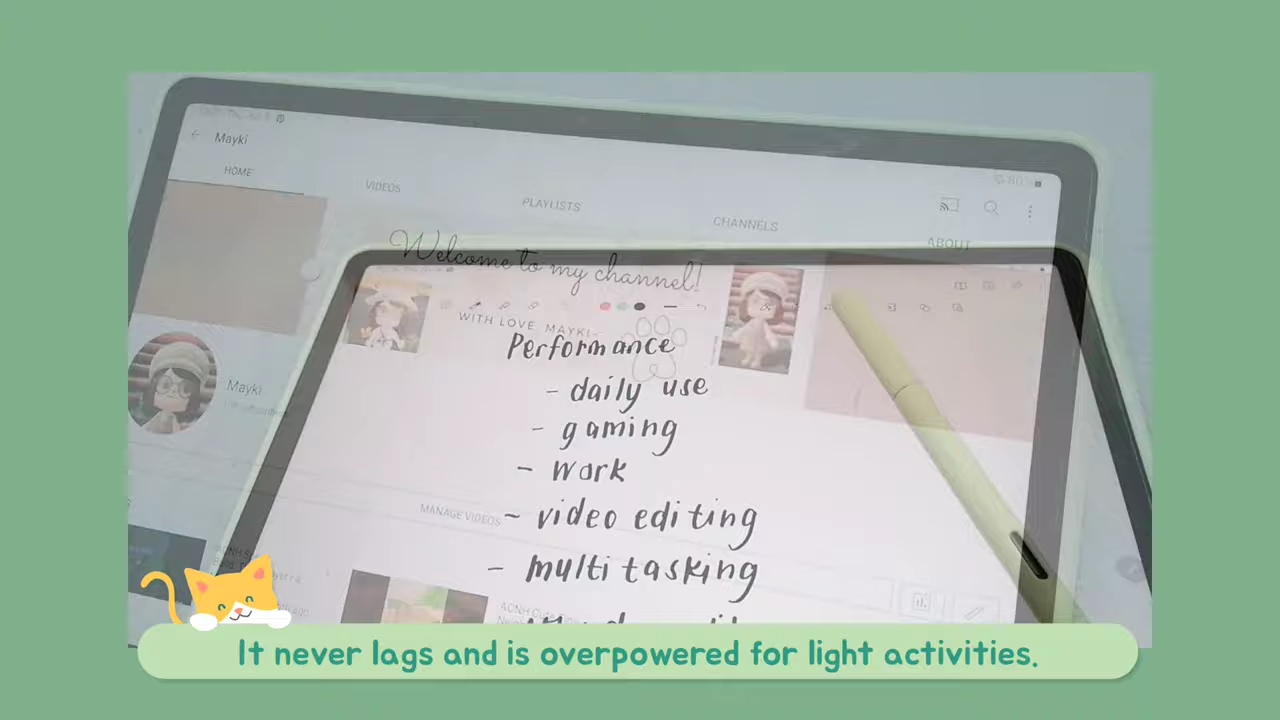 Mayki
HOME
VIDEOS
PLAYLISTS
CHANNELS
ABOUT
80%
Welcome to my channel!
WITH LOVE, MAYKI
Performance
- daily use
- gaming
- work
- video editing
- multi tasking
Mayki
MANAGE VIDEOS
It never lags and is overpowered for light activities.